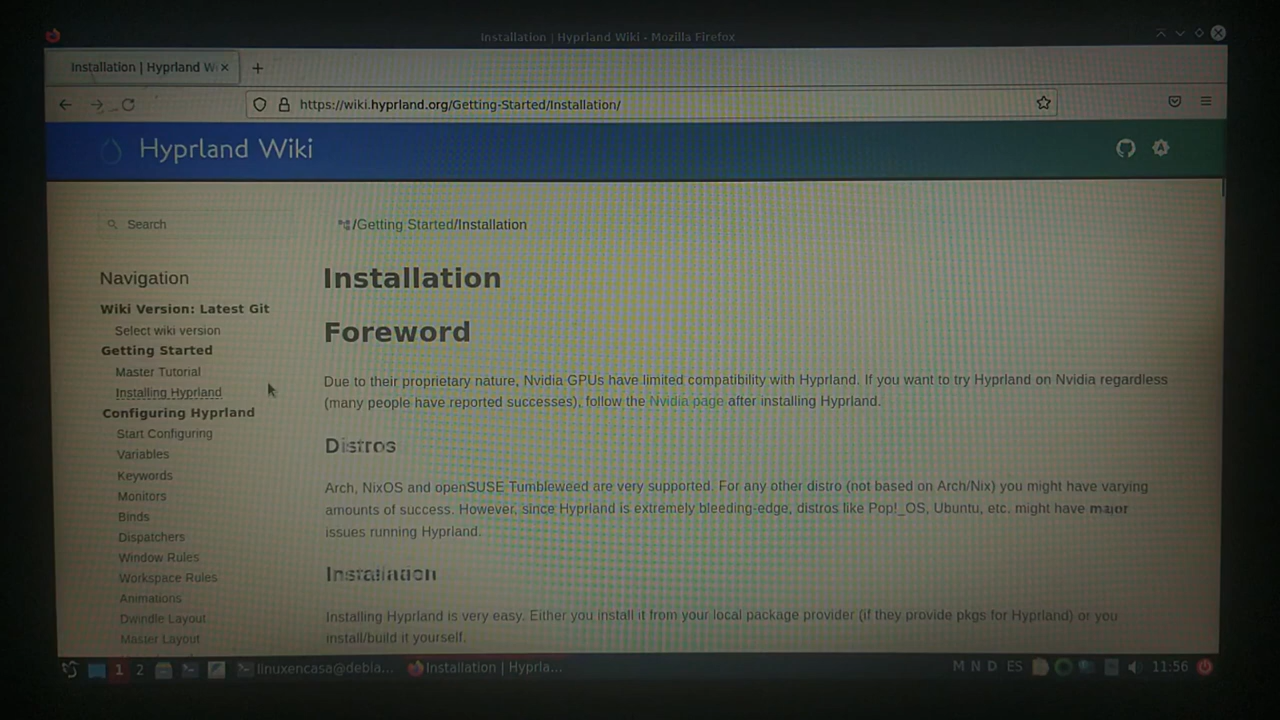 Installation | Hyprland Wiki - Mozilla Firefox
Installation | Hyprland W
https://wiki.hyprland.org/Getting-Started/Installation/
Hyprland Wiki
Search
/Getting Started/Installation
Navigation
Wiki Version: Latest Git
Select wiki version
Getting Started
Master Tutorial
Installing Hyprland
Configuring Hyprland
Start Configuring
Variables
Keywords
Monitors
Binds
Dispatchers
Window Rules
Workspace Rules
Animations
Dwindle Layout
Master Layout
Installation
Foreword
Due to their proprietary nature, Nvidia GPUs have limited compatibility with Hyprland. If you want to try Hyprland on Nvidia regardless
(many people have reported successes), follow the Nvidia page after installing Hyprland.
Distros
Arch, NixOS and openSUSE Tumbleweed are very supported. For any other distro (not based on Arch/Nix) you might have varying
amounts of success. However, since Hyprland is extremely bleeding-edge, distros like Pop!_OS, Ubuntu, etc. might have major
issues running Hyprland.
Installation
Installing Hyprland is very easy. Either you install it from your local package provider (if they provide pkgs for Hyprland) or you
install/build it yourself.
1 2 linuxencasa@debla... Installation | Hyprla... M N D ES 11:56